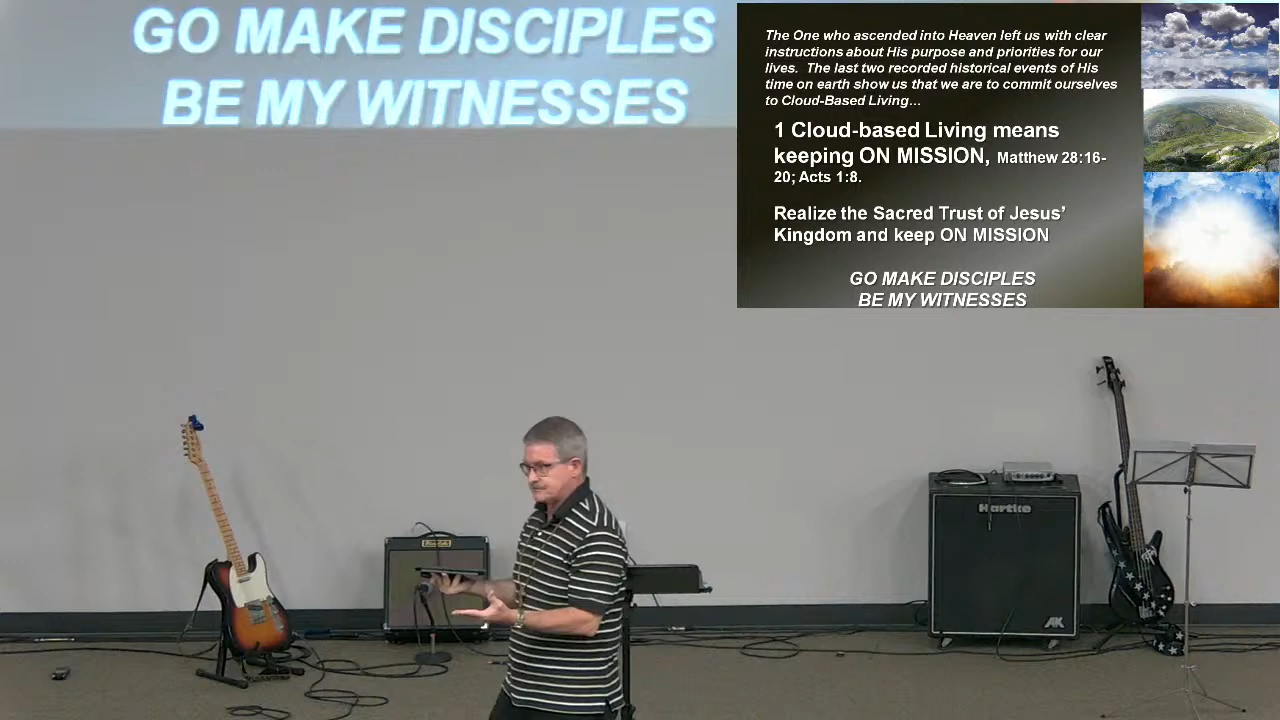 GO MAKE DISCIPLES
BE MY WITNESSES
The One who ascended into Heaven left us with clear
instructions about His purpose and priorities for our
lives. The last two recorded historical events of His
time on earth show us that we are to commit ourselves
to Cloud-Based Living...
1 Cloud-based Living means
keeping ON MISSION, Matthew 28:16-
20; Acts 1:8.
Realize the Sacred Trust of Jesus'
Kingdom and keep ON MISSION
GO MAKE DISCIPLES
BE MY WITNESSES
Hartke
AK